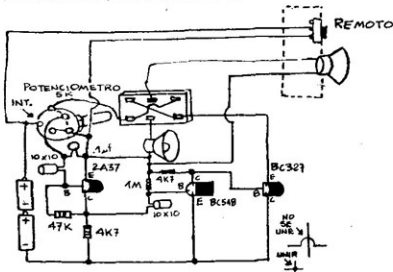 REMOTO
POTENCIOMETRO
5K
INT.
.1µf
10x10
2A37
E
B
C
47K
4K7
1M
4K7
10x10
C
B
E BC548
BC327
E
B
C
NO
SE
UNIR
UNIR